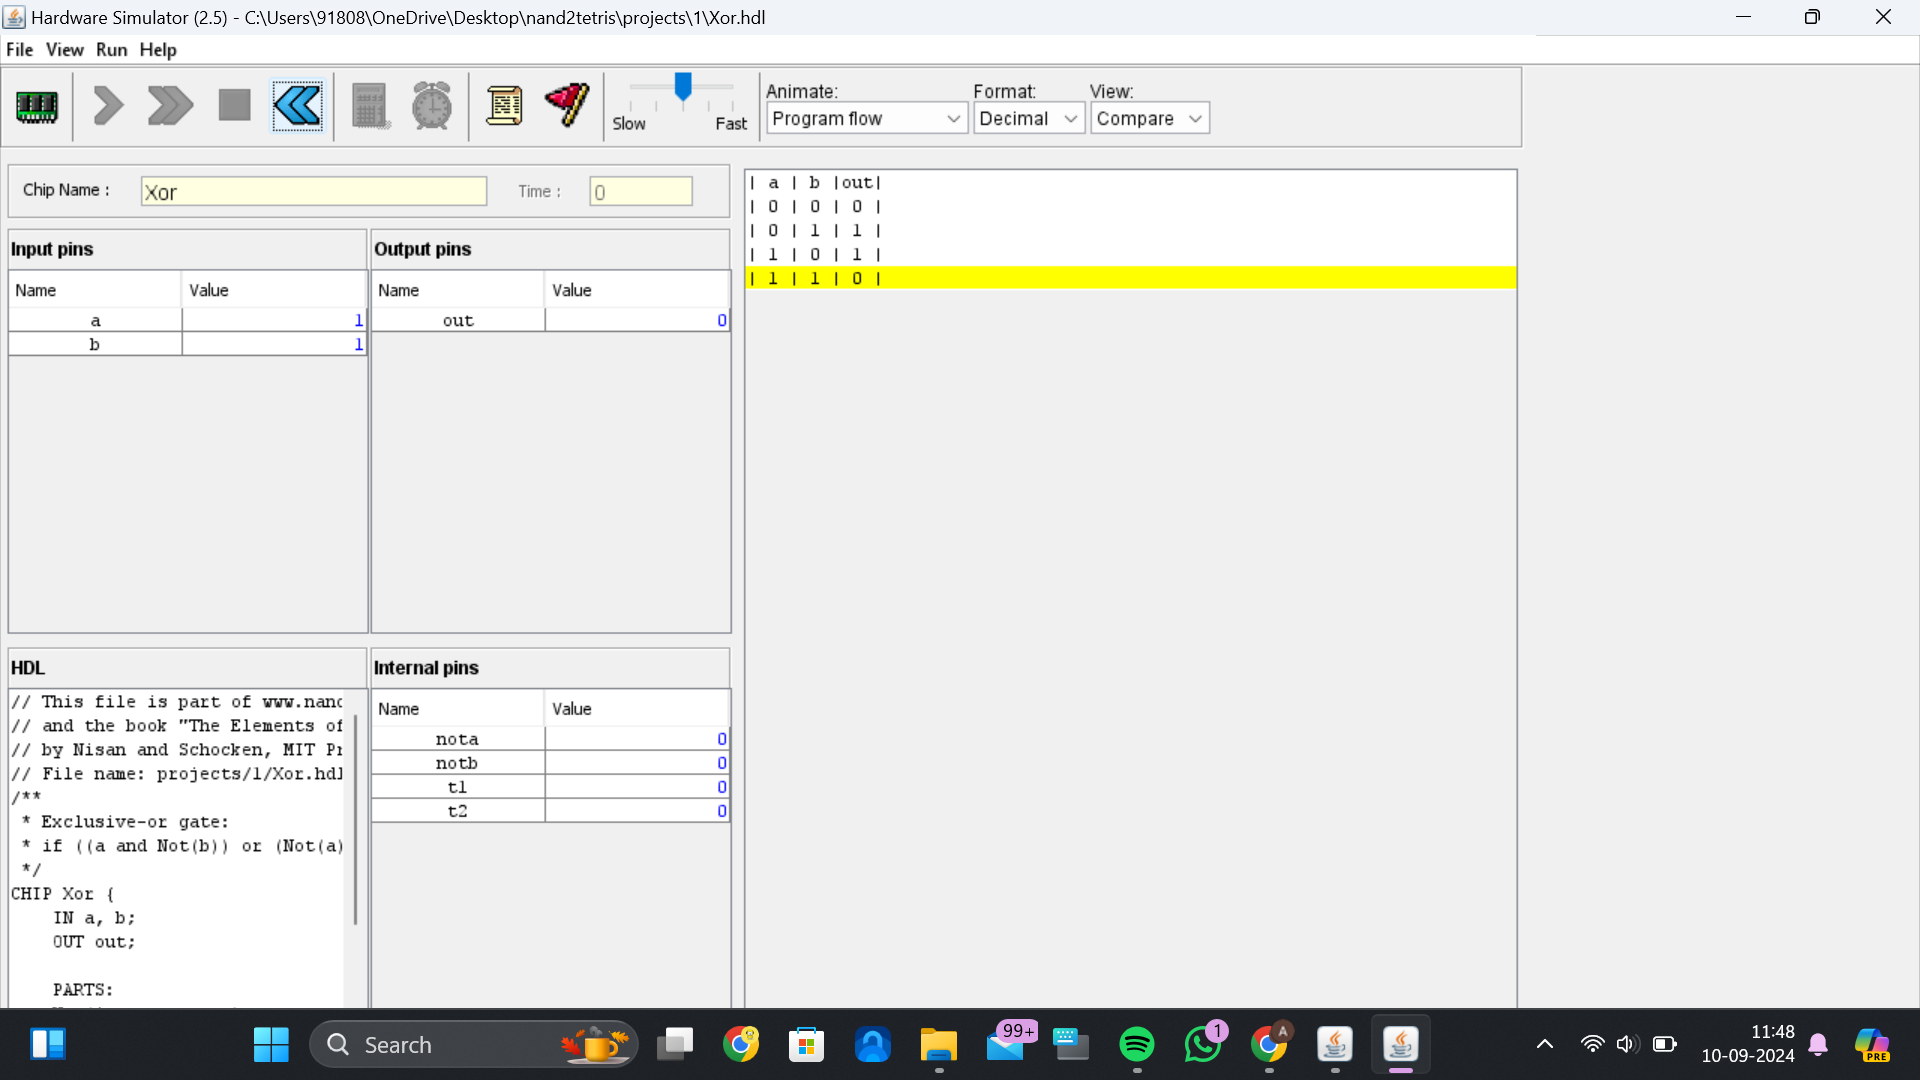 Hardware Simulator (2.5) - C:\Users\91808\OneDrive\Desktop\nand2tetris\projects\1\Xor.hdl
File View Run Help
Slow Fast
Animate: Format: View:
Program flow Decimal Compare
Chip Name : Xor Time : 0
Input pins
Name Value
a 1
b 1
Output pins
Name Value
out 0
| a | b |out|
| 0 | 0 | 0 |
| 0 | 1 | 1 |
| 1 | 0 | 1 |
| 1 | 1 | 0 |
HDL
// This file is part of www.nand
// and the book "The Elements of
// by Nisan and Schocken, MIT Pr
// File name: projects/1/Xor.hdl
/**
* Exclusive-or gate:
* if ((a and Not(b)) or (Not(a)
*/
CHIP Xor {
IN a, b;
OUT out;
PARTS:
Internal pins
Name Value
nota 0
notb 0
t1 0
t2 0
Search
99+
1
A
11:48
10-09-2024
PRE